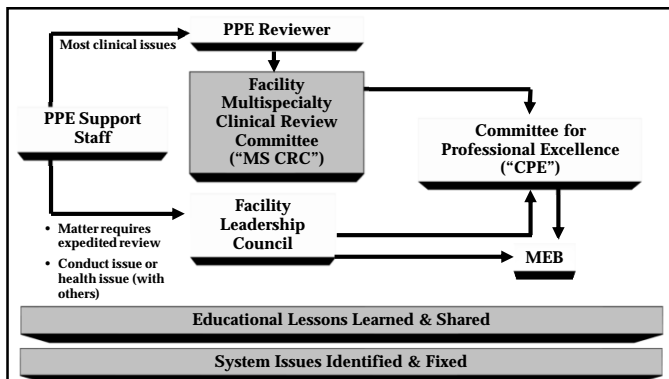 PPE Reviewer
Most clinical issues
Facility
Multispecialty
Clinical Review
Committee
(“MS CRC”)
PPE Support
Staff
Committee for
Professional Excellence
(“CPE”)
Facility
Leadership
Council
• Matter requires
expedited review
• Conduct issue or
health issue (with
others)
MEB
Educational Lessons Learned & Shared
System Issues Identified & Fixed